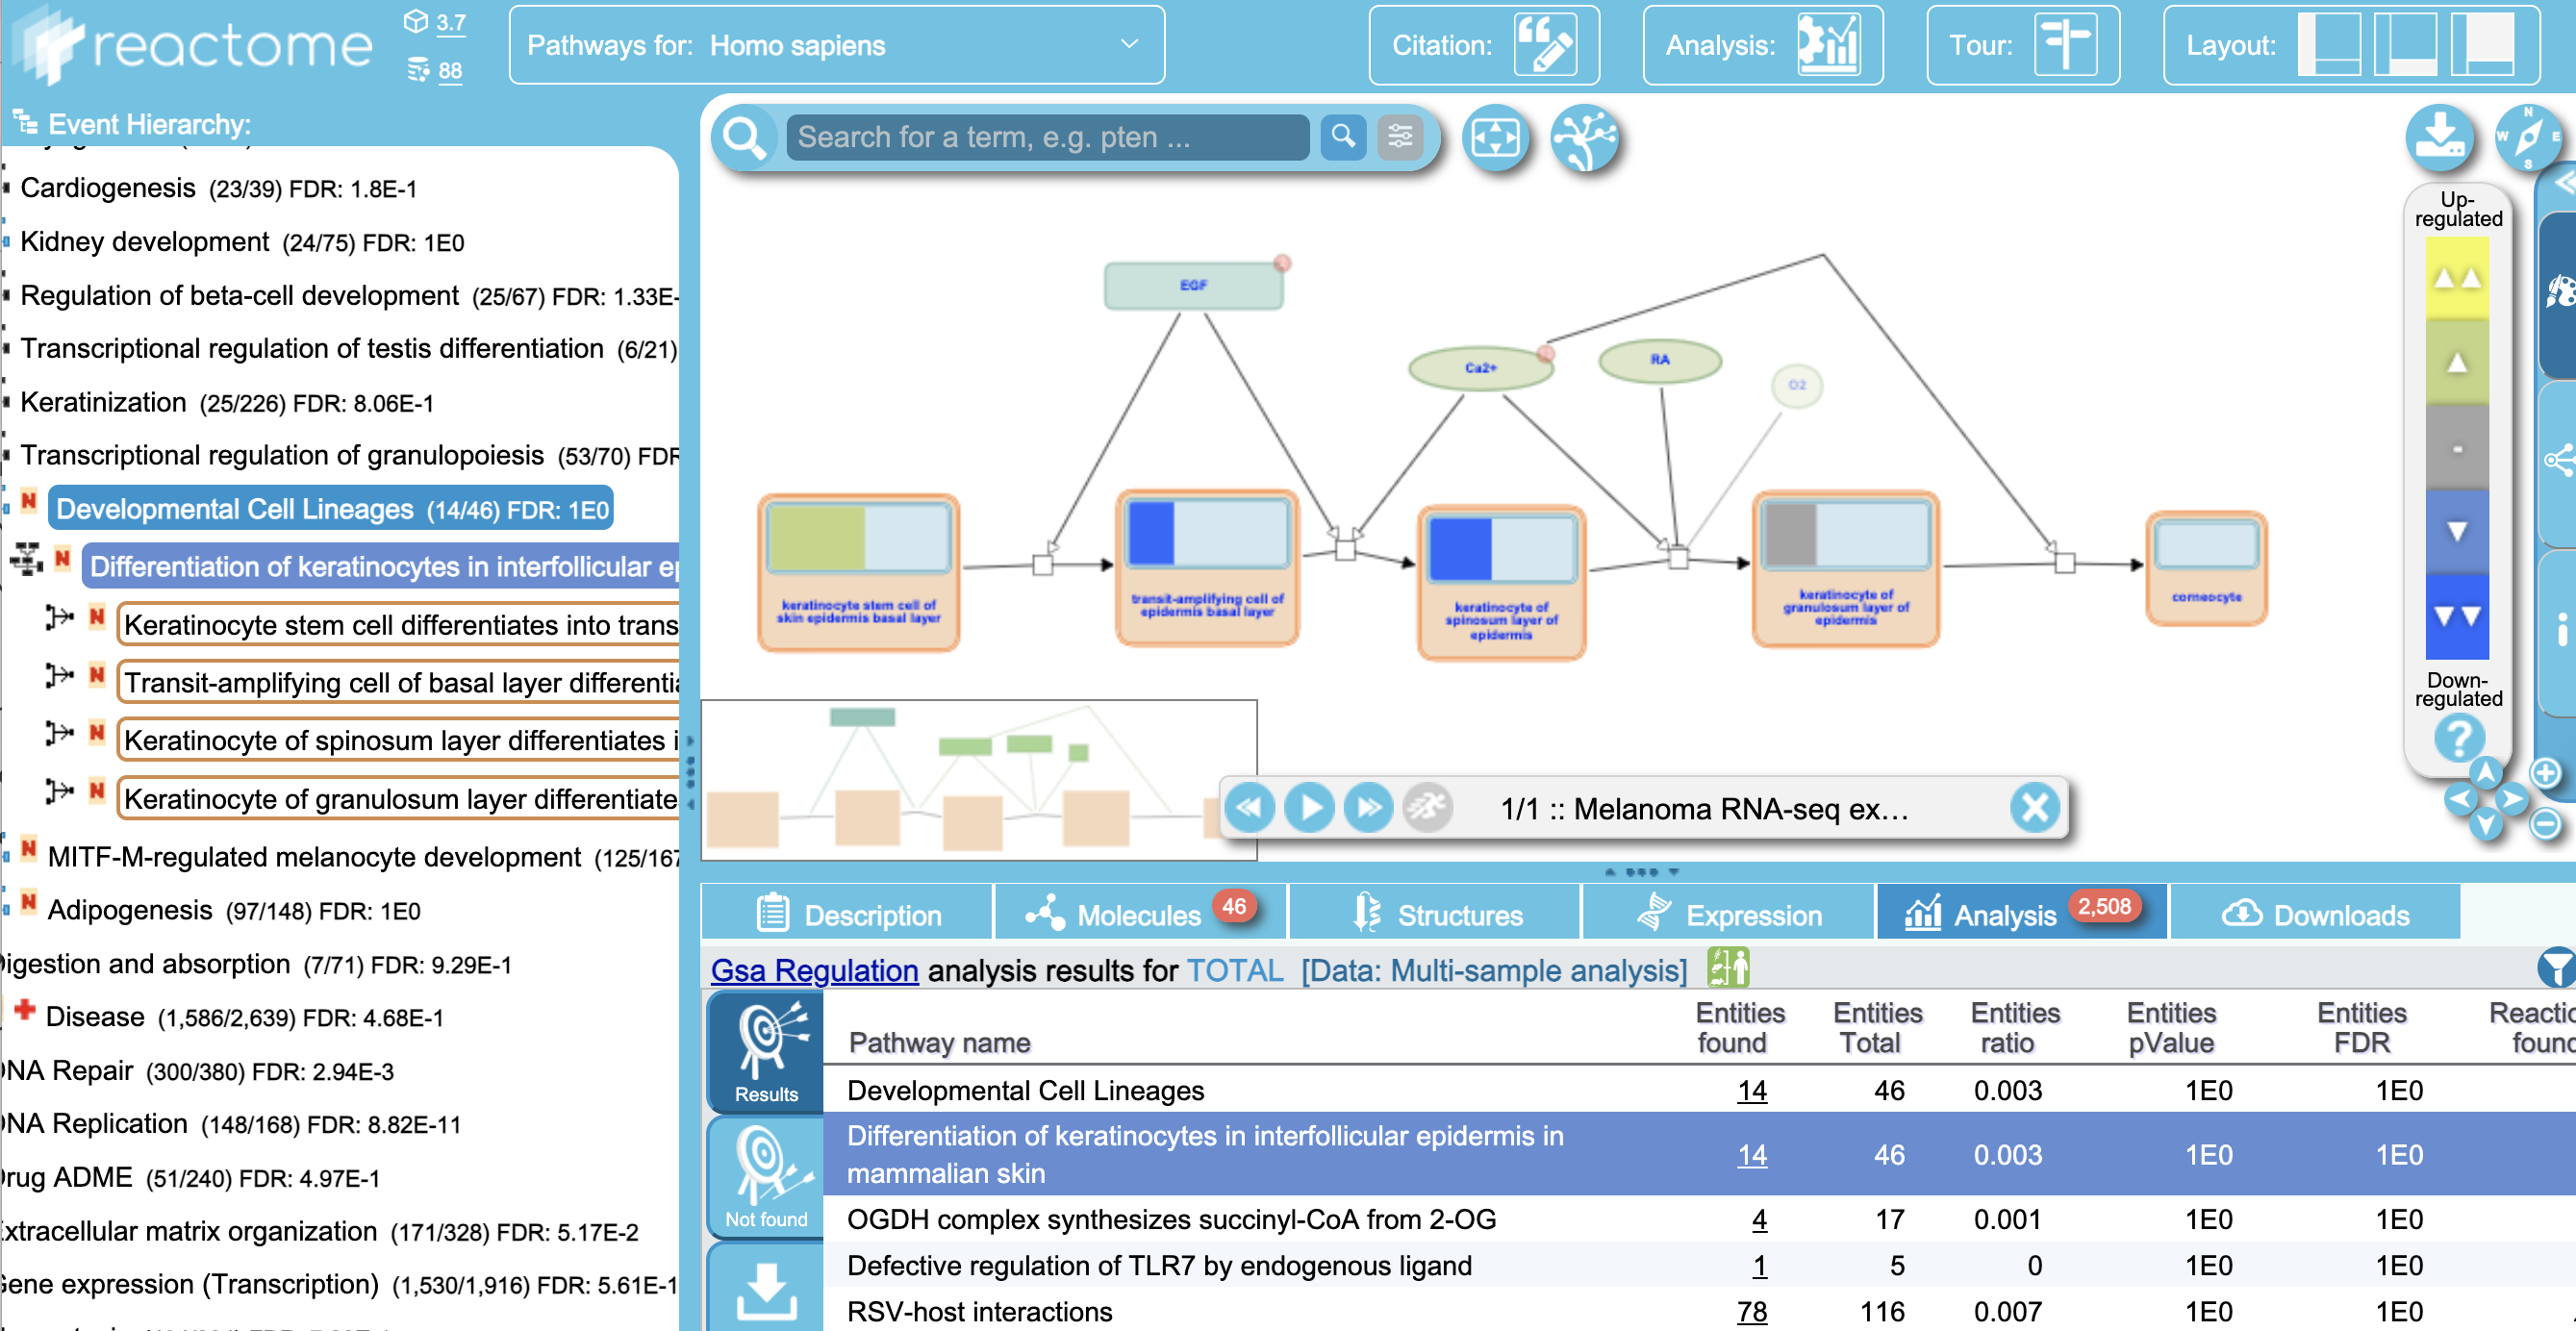 reactome
3.7
88
Pathways for: Homo sapiens
Citation:
Analysis:
Tour:
Layout:
Event Hierarchy:
Cardiogenesis (23/39) FDR: 1.8E-1
Kidney development (24/75) FDR: 1E0
Regulation of beta-cell development (25/67) FDR: 1.33E-
Transcriptional regulation of testis differentiation (6/21)
Keratinization (25/226) FDR: 8.06E-1
Transcriptional regulation of granulopoiesis (53/70) FDR
N Developmental Cell Lineages (14/46) FDR: 1E0
N Differentiation of keratinocytes in interfollicular ep
N Keratinocyte stem cell differentiates into trans
N Transit-amplifying cell of basal layer differentia
N Keratinocyte of spinosum layer differentiates i
N Keratinocyte of granulosum layer differentiate
N MITF-M-regulated melanocyte development (125/167
N Adipogenesis (97/148) FDR: 1E0
igestion and absorption (7/71) FDR: 9.29E-1
Disease (1,586/2,639) FDR: 4.68E-1
NA Repair (300/380) FDR: 2.94E-3
NA Replication (148/168) FDR: 8.82E-11
rug ADME (51/240) FDR: 4.97E-1
xtracellular matrix organization (171/328) FDR: 5.17E-2
ene expression (Transcription) (1,530/1,916) FDR: 5.61E-1
Search for a term, e.g. pten ...
N
W E
S
Up-
regulated
-
Down-
regulated
?
EGF
Ca2+
RA
O2
keratinocyte stem cell of
skin epidermis basal layer
transit-amplifying cell of
epidermis basal layer
keratinocyte of
spinosum layer of
epidermis
keratinocyte of
granulosum layer of
epidermis
corneocyte
1/1 :: Melanoma RNA-seq ex...
Description
Molecules 46
Structures
Expression
Analysis 2,508
Downloads
Gsa Regulation analysis results for TOTAL [Data: Multi-sample analysis]
Results
Not found
Pathway name
Entities found
Entities Total
Entities ratio
Entities pValue
Entities FDR
Reactio
found
Developmental Cell Lineages 14 46 0.003 1E0 1E0
Differentiation of keratinocytes in interfollicular epidermis in
mammalian skin 14 46 0.003 1E0 1E0
OGDH complex synthesizes succinyl-CoA from 2-OG 4 17 0.001 1E0 1E0
Defective regulation of TLR7 by endogenous ligand 1 5 0 1E0 1E0
RSV-host interactions 78 116 0.007 1E0 1E0